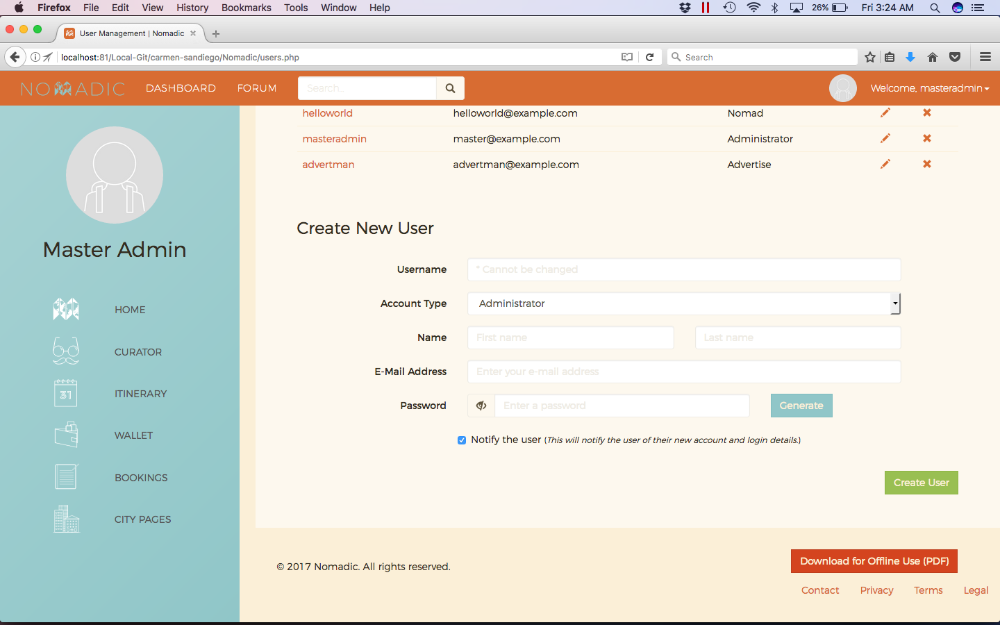 Firefox File Edit View History Bookmarks Tools Window Help 26% Fri 3:24 AM
User Management | Nomadic
localhost:81/Local-Git/carmen-sandiego/Nomadic/users.php Search
NOMADIC DASHBOARD FORUM Search... Welcome, masteradmin
helloworld helloworld@example.com Nomad
masteradmin master@example.com Administrator
advertman advertman@example.com Advertise
Master Admin
HOME
CURATOR
31 ITINERARY
WALLET
BOOKINGS
CITY PAGES
Create New User
Username * Cannot be changed
Account Type Administrator
Name First name Last name
E-Mail Address Enter your e-mail address
Password Enter a password Generate
Notify the user (This will notify the user of their new account and login details.)
Create User
© 2017 Nomadic. All rights reserved.
Download for Offline Use (PDF)
Contact Privacy Terms Legal